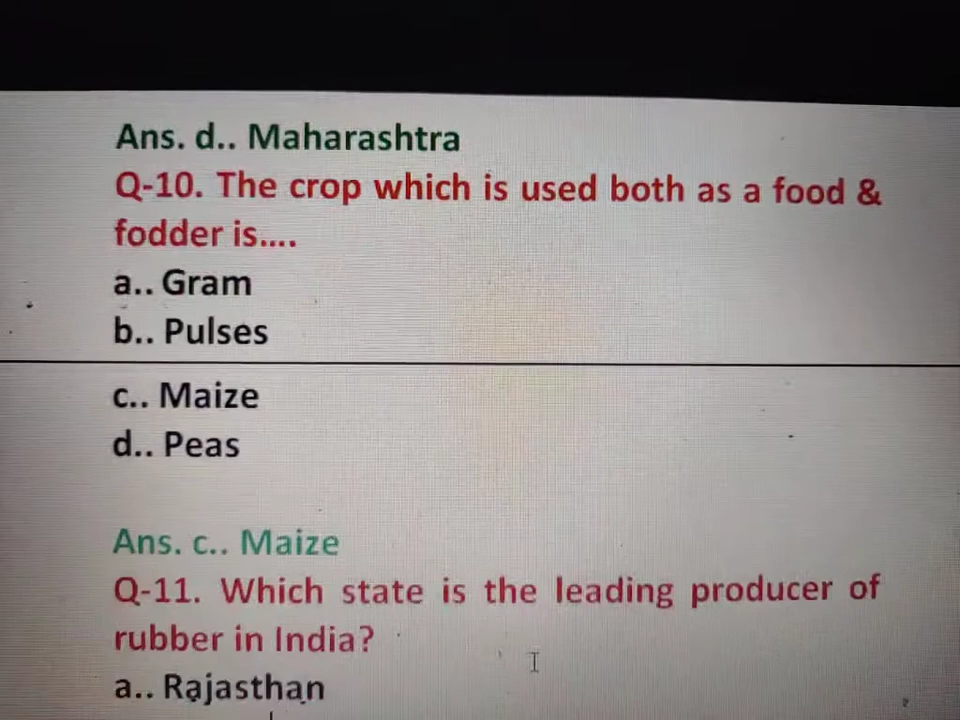 Ans. d.. Maharashtra
Q-10. The crop which is used both as a food &
fodder is....
a.. Gram
b.. Pulses
c.. Maize
d.. Peas
Ans. c.. Maize
Q-11. Which state is the leading producer of
rubber in India?
a.. Rajasthan